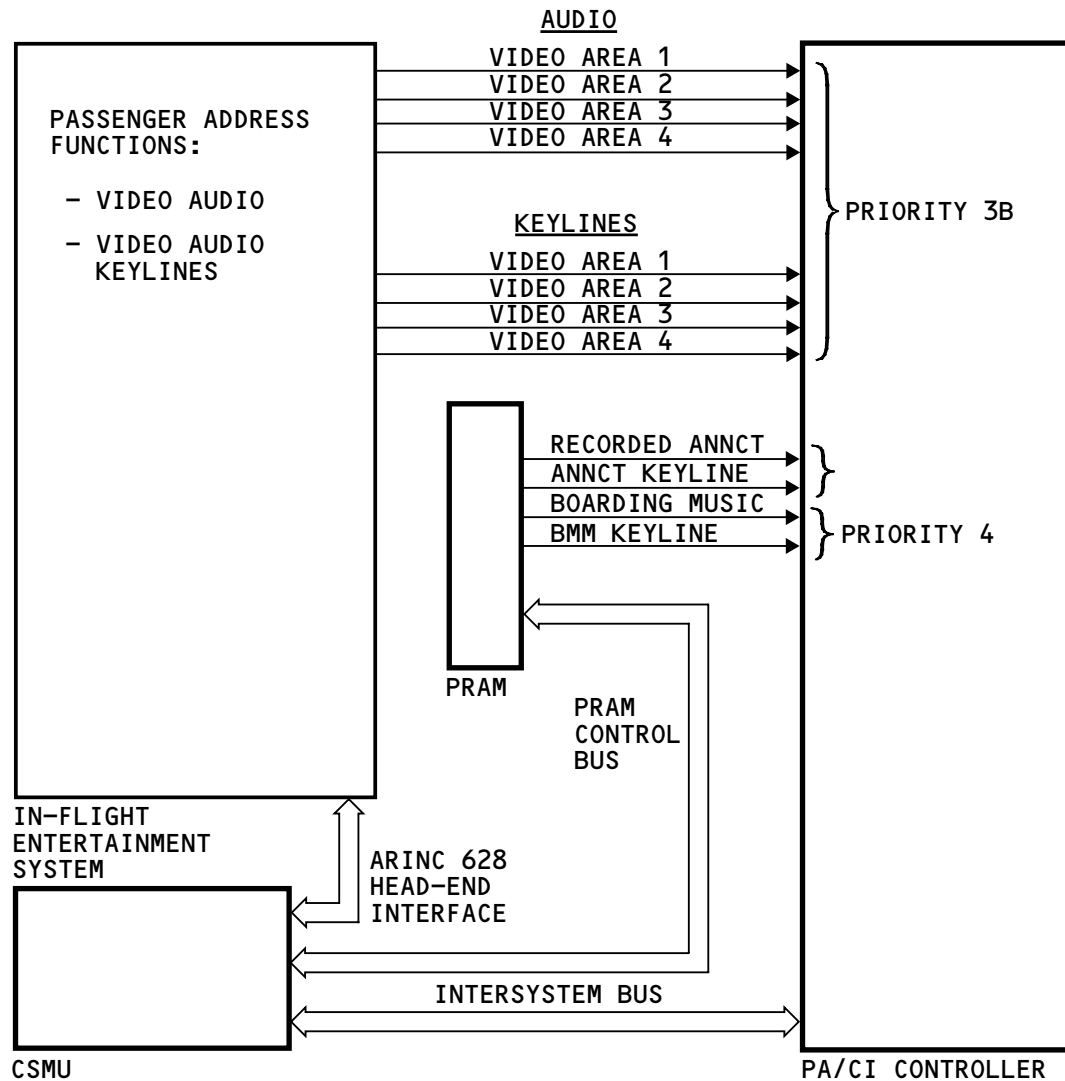 AUDIO
VIDEO AREA 1
VIDEO AREA 2
VIDEO AREA 3
VIDEO AREA 4
PASSENGER ADDRESS
FUNCTIONS:
- VIDEO AUDIO
- VIDEO AUDIO
KEYLINES
PRIORITY 3B
KEYLINES
VIDEO AREA 1
VIDEO AREA 2
VIDEO AREA 3
VIDEO AREA 4
RECORDED ANNCT
ANNCT KEYLINE
BOARDING MUSIC
BMM KEYLINE
PRIORITY 4
PRAM
PRAM
CONTROL
BUS
IN-FLIGHT
ENTERTAINMENT
SYSTEM
ARINC 628
HEAD-END
INTERFACE
INTERSYSTEM BUS
CSMU
PA/CI CONTROLLER